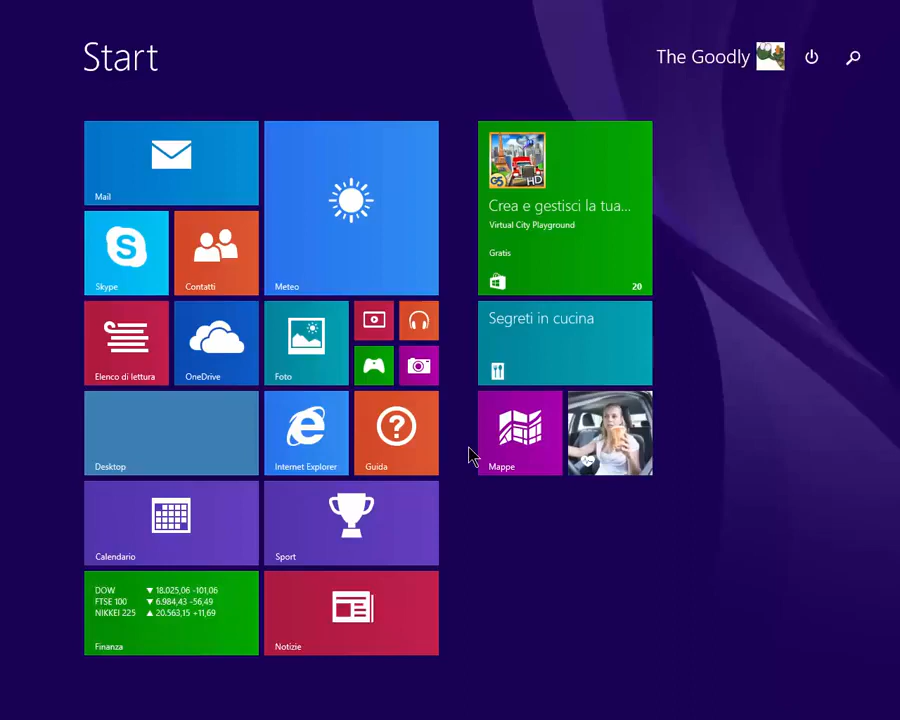 Start
The Goodly
Mail
Skype
Contatti
Meteo
Elenco di lettura
OneDrive
Foto
Desktop
Internet Explorer
Guida
Calendario
Sport
DOW ▼ 18.025,06 -101,06
FTSE 100 ▼ 6.984,43 -56,49
NIKKEI 225 ▲ 20.563,15 +11,69
Finanza
Notizie
G5
HD
Crea e gestisci la tua...
Virtual City Playground
Gratis
20
Segreti in cucina
Mappe